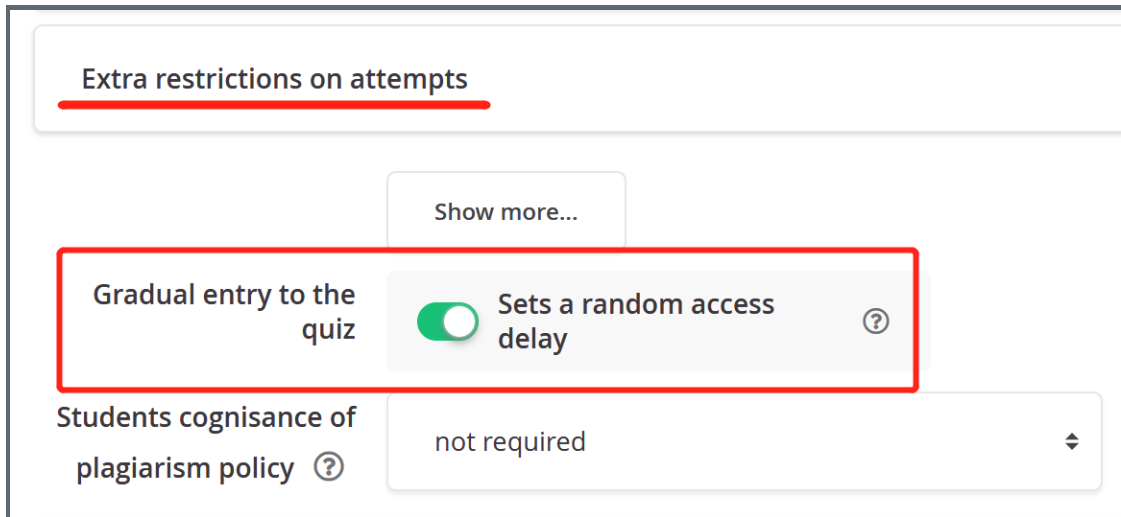 Extra restrictions on attempts
Show more...
Gradual entry to the
quiz
Sets a random access
delay
Students cognisance of
plagiarism policy
not required